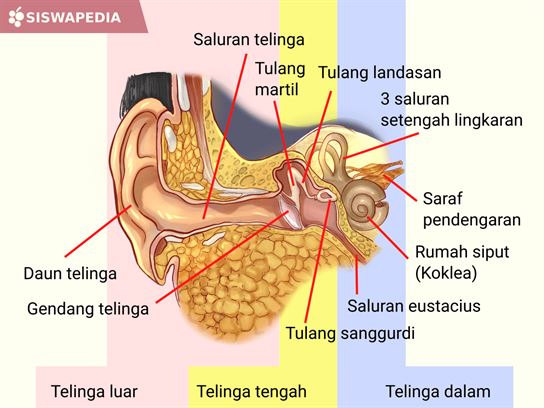 SISWAPEDIA
Saluran telinga
Tulang
martil
Tulang landasan
3 saluran
setengah lingkaran
Saraf
pendengaran
Rumah siput
(Koklea)
Daun telinga
Gendang telinga
Saluran eustacius
Tulang sanggurdi
Telinga luar
Telinga tengah
Telinga dalam